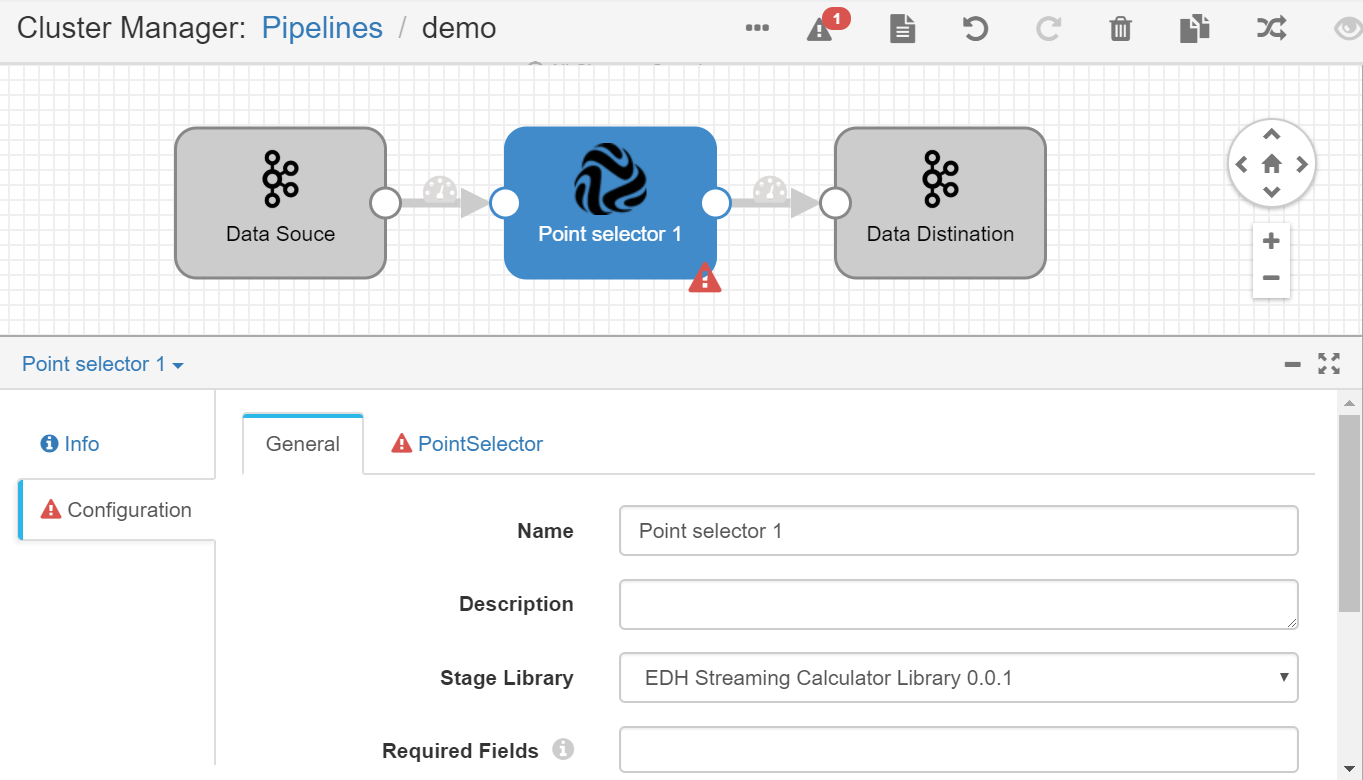 Cluster Manager: Pipelines / demo
1
Data Souce
Point selector 1
Data Distination
Point selector 1
Info
General
PointSelector
Configuration
Name
Point selector 1
Description
Stage Library
EDH Streaming Calculator Library 0.0.1
Required Fields